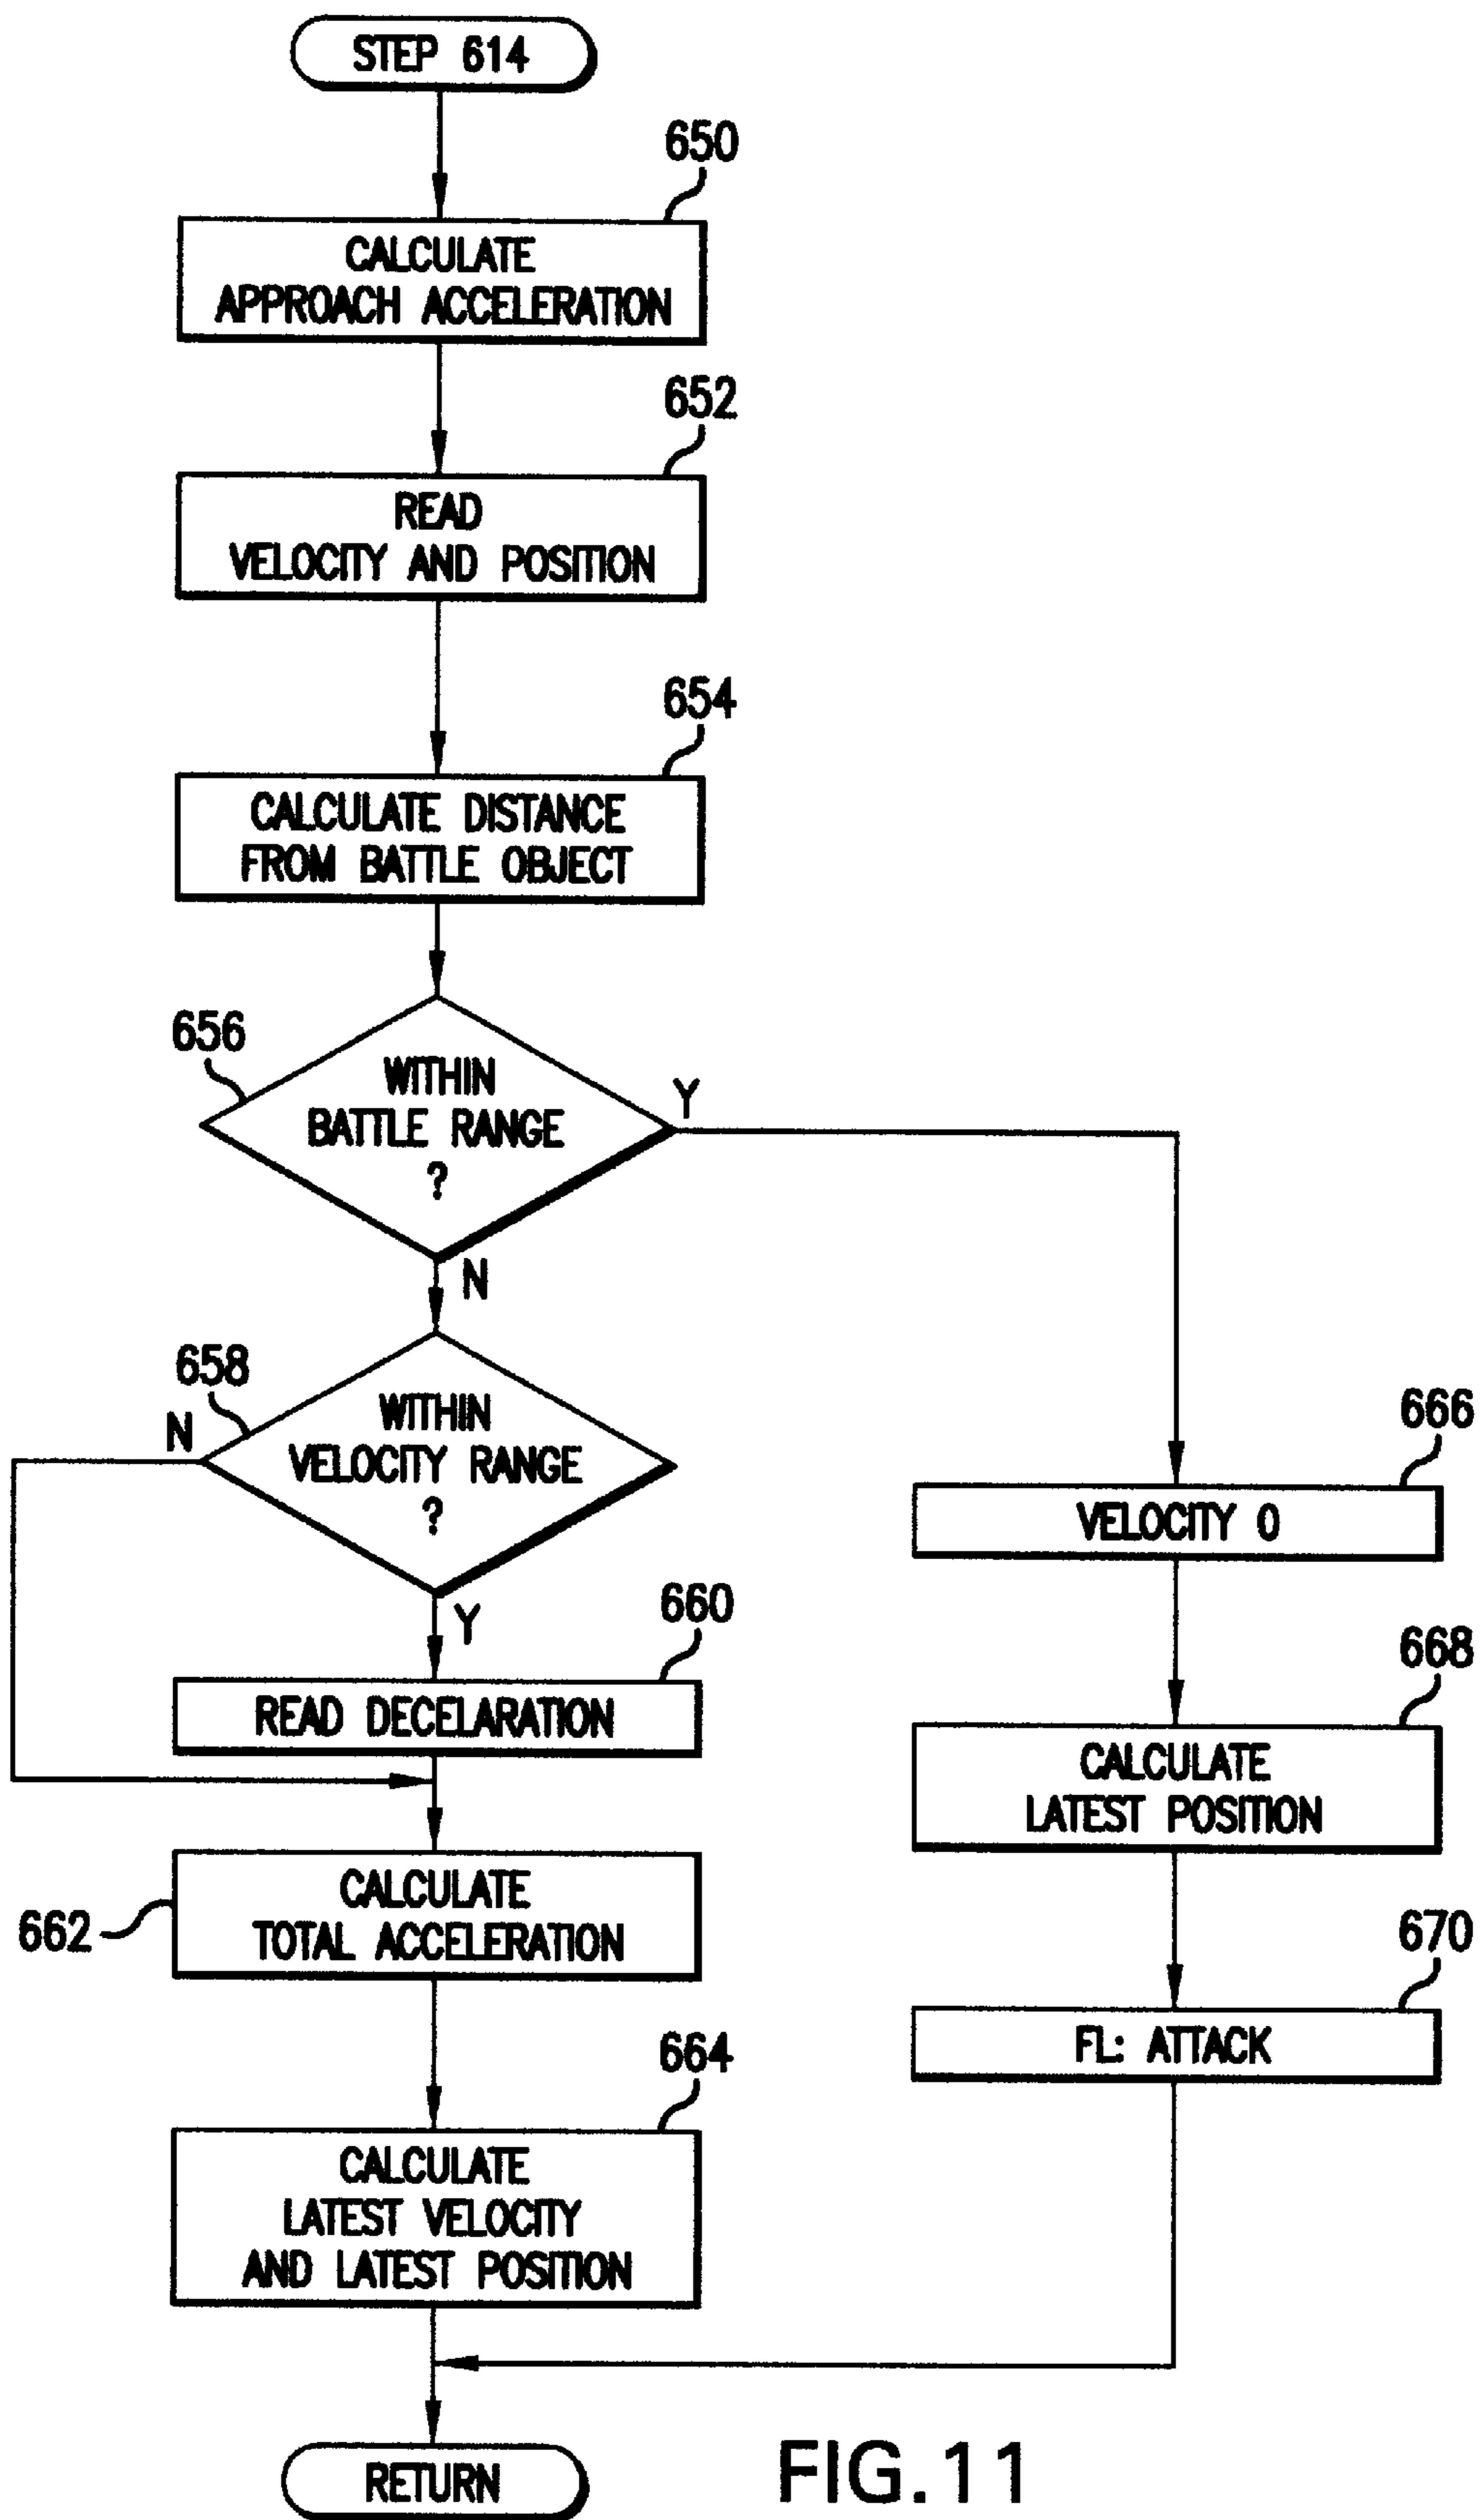 STEP 614
650
CALCULATE
APPROACH ACCELERATION
652
READ
VELOCITY AND POSITION
654
CALCULATE DISTANCE
FROM BATTLE OBJECT
656
WITHIN
BATTLE RANGE
?
Y
N
658
N
WITHIN
VELOCITY RANGE
?
Y
660
READ DECELARATION
662
CALCULATE
TOTAL ACCELERATION
664
CALCULATE
LATEST VELOCITY
AND LATEST POSITION
666
VELOCITY 0
668
CALCULATE
LATEST POSITION
670
FL: ATTACK
RETURN
FIG.11